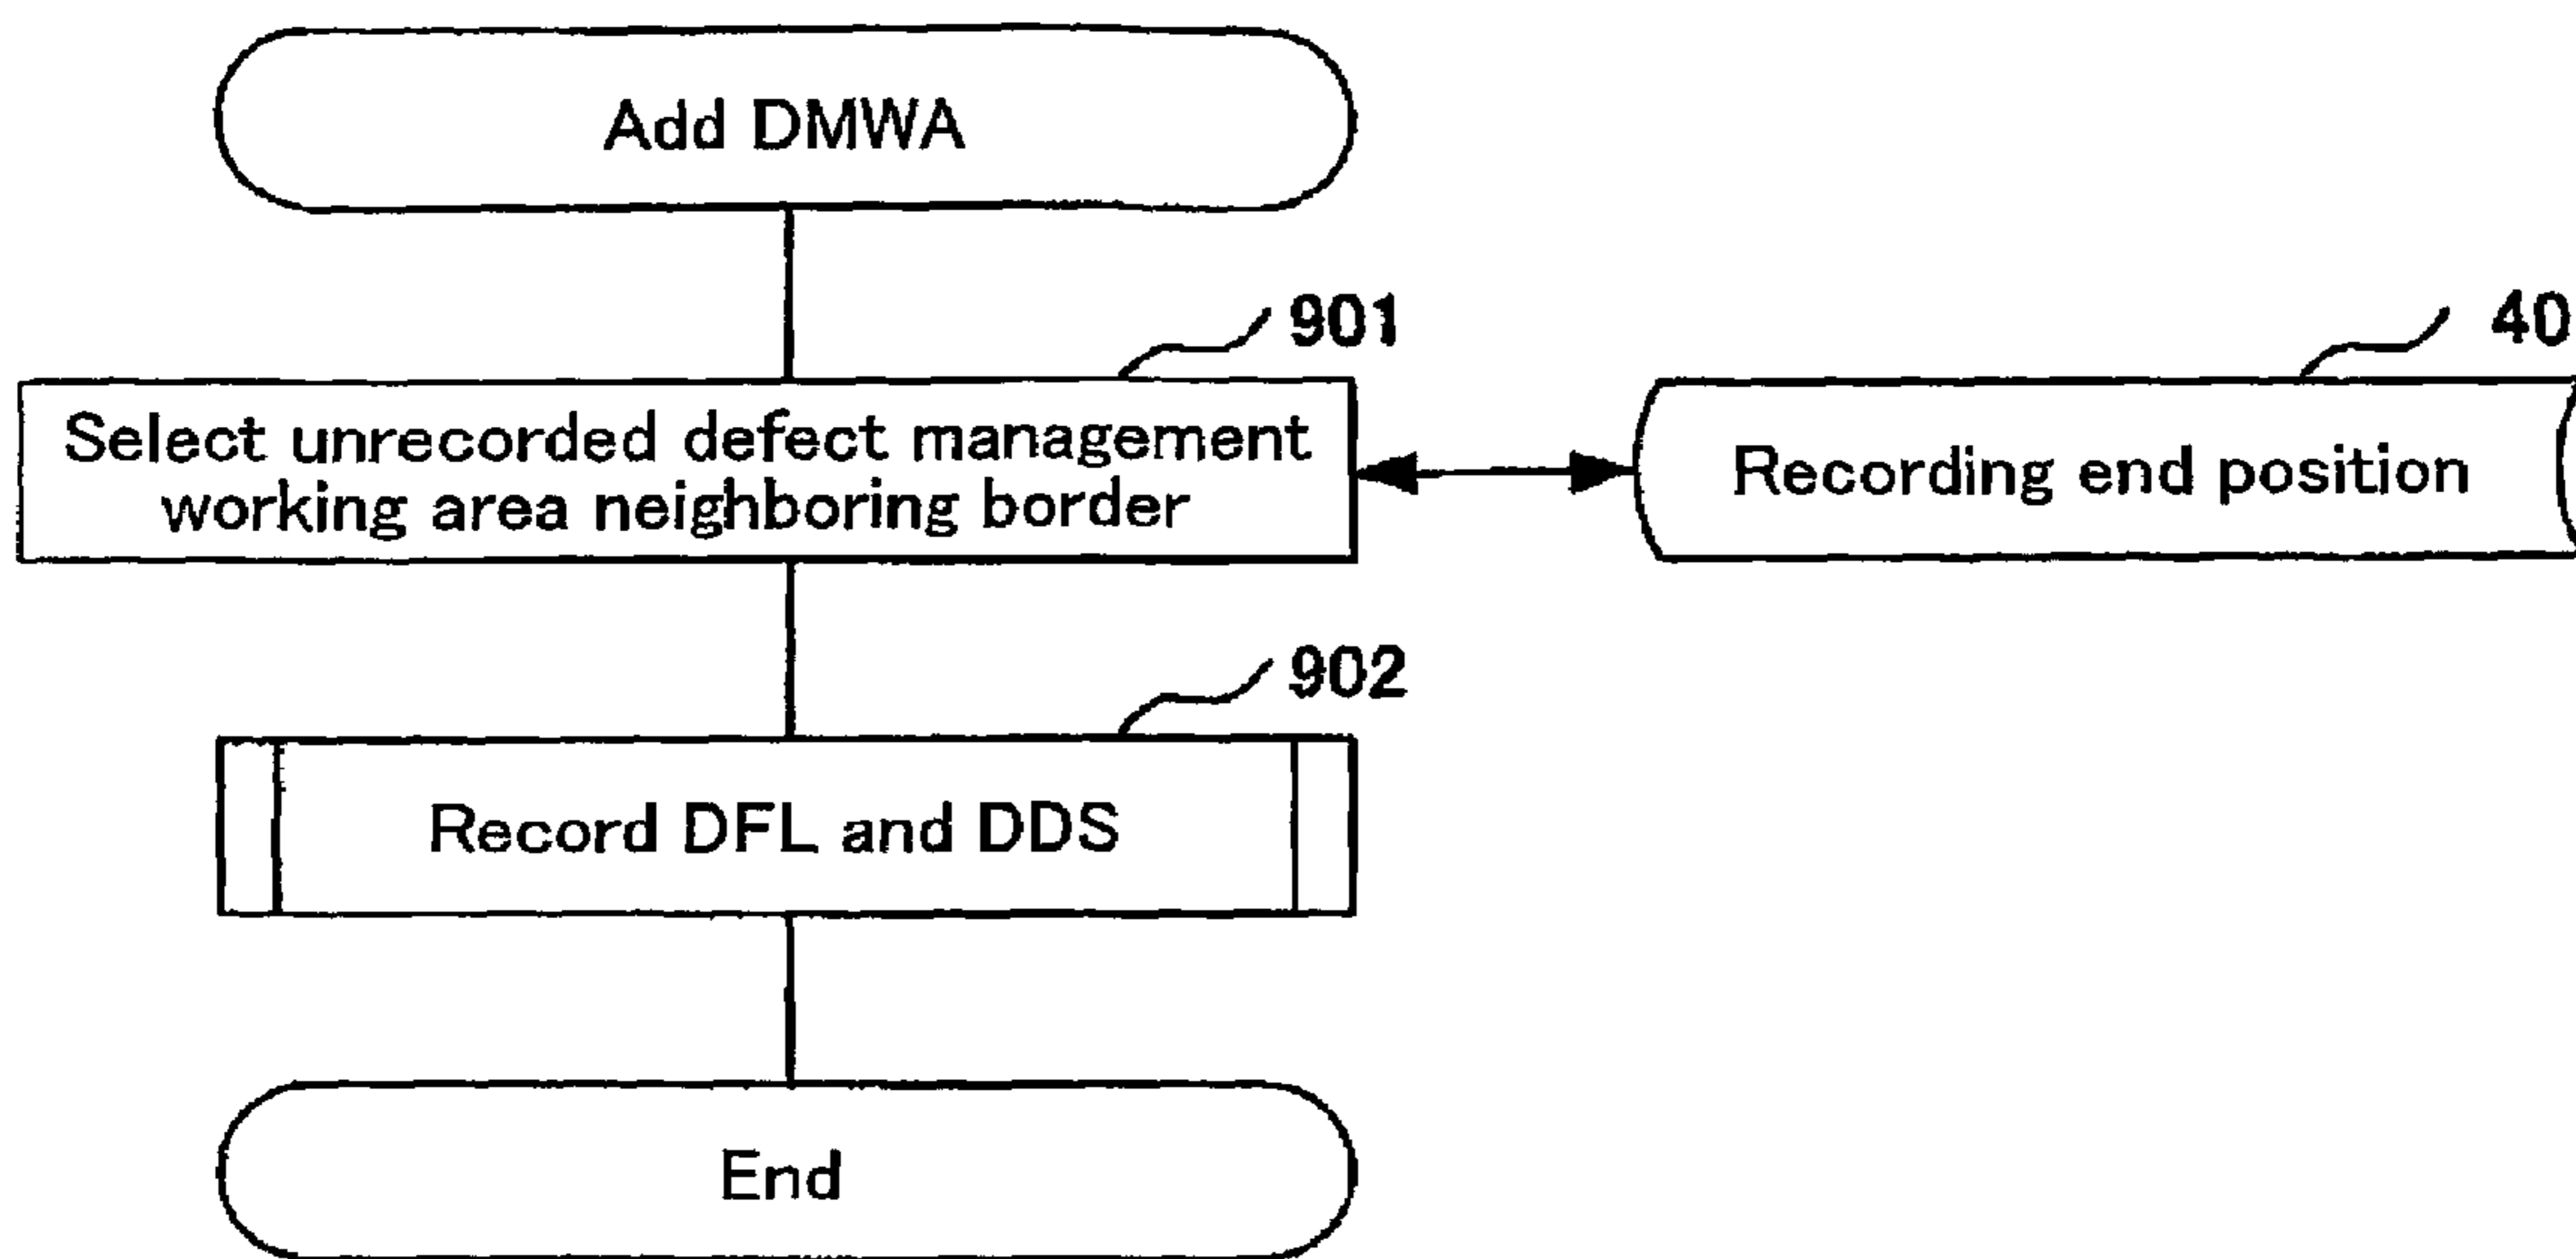 Add DMWA
901
40
Select unrecorded defect management
working area neighboring border
Recording end position
902
Record DFL and DDS
End